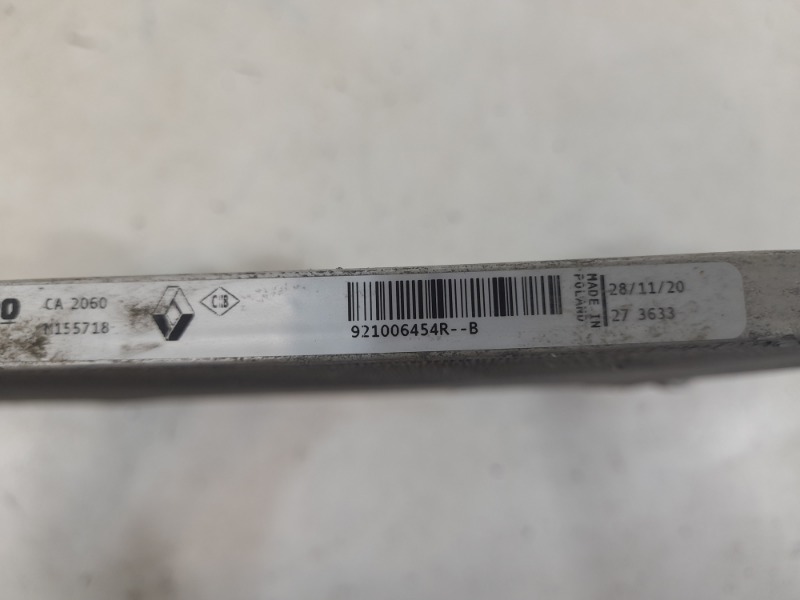 CA 2060
155718
921006454R--B
MADE IN
POLAND
28/11/20
27 3633